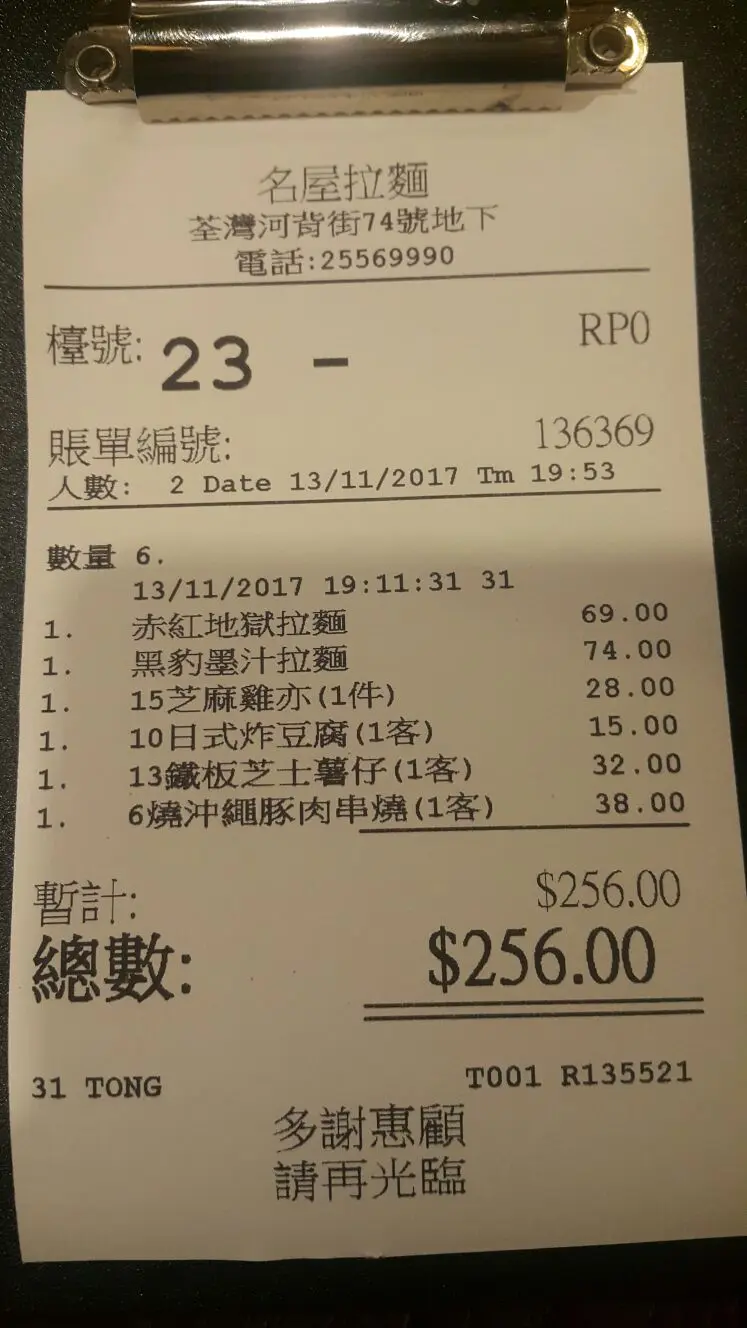 名屋拉麵
荃灣河背街74號地下
電話:25569990
檯號: 23 - RP0
賬單編號: 136369
人數: 2 Date 13/11/2017 Tm 19:53
數量 6.
13/11/2017 19:11:31 31
1. 赤紅地獄拉麵 69.00
1. 黑豹墨汁拉麵 74.00
1. 15芝麻雞亦(1件) 28.00
1. 10日式炸豆腐(1客) 15.00
1. 13鐵板芝士薯仔(1客) 32.00
1. 6燒沖繩豚肉串燒(1客) 38.00
暫計: $256.00
總數: $256.00
31 TONG T001 R135521
多謝惠顧
請再光臨